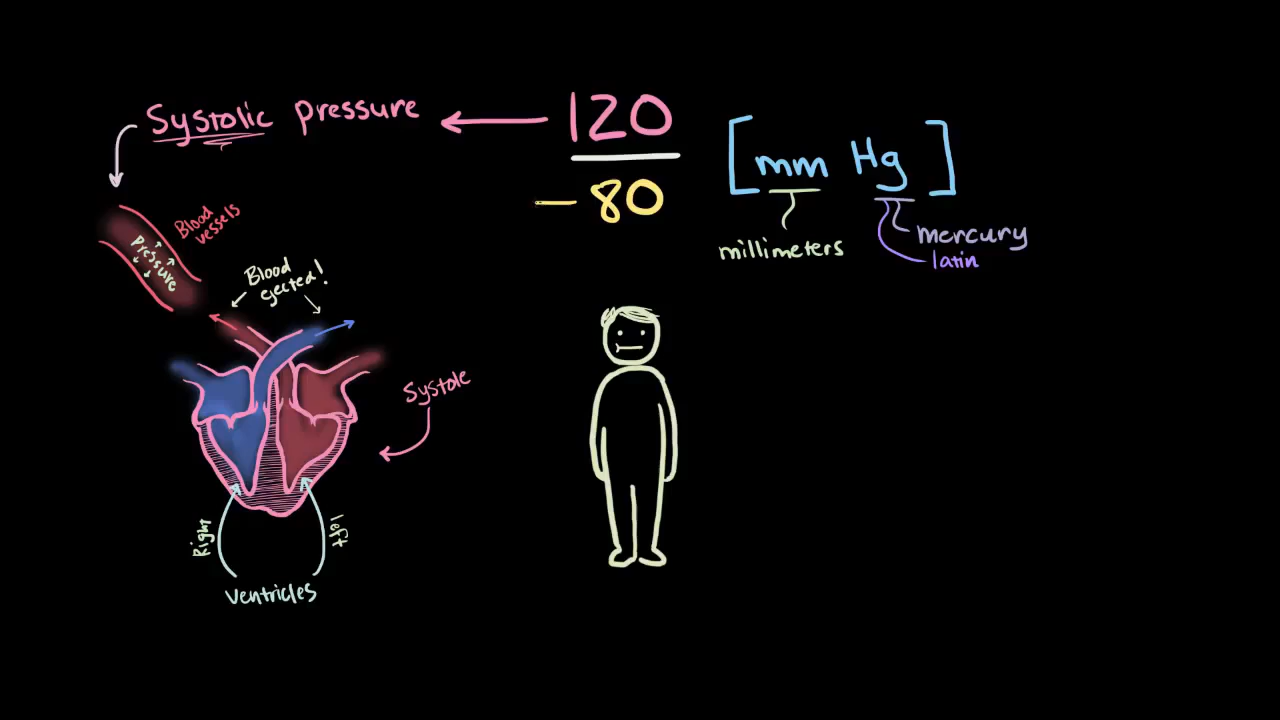 Systolic pressure
120
- 80
[mm Hg]
millimeters
mercury
latin
Blood
vessels
pressure
Blood
ejected!
Systole
Right
left
ventricles